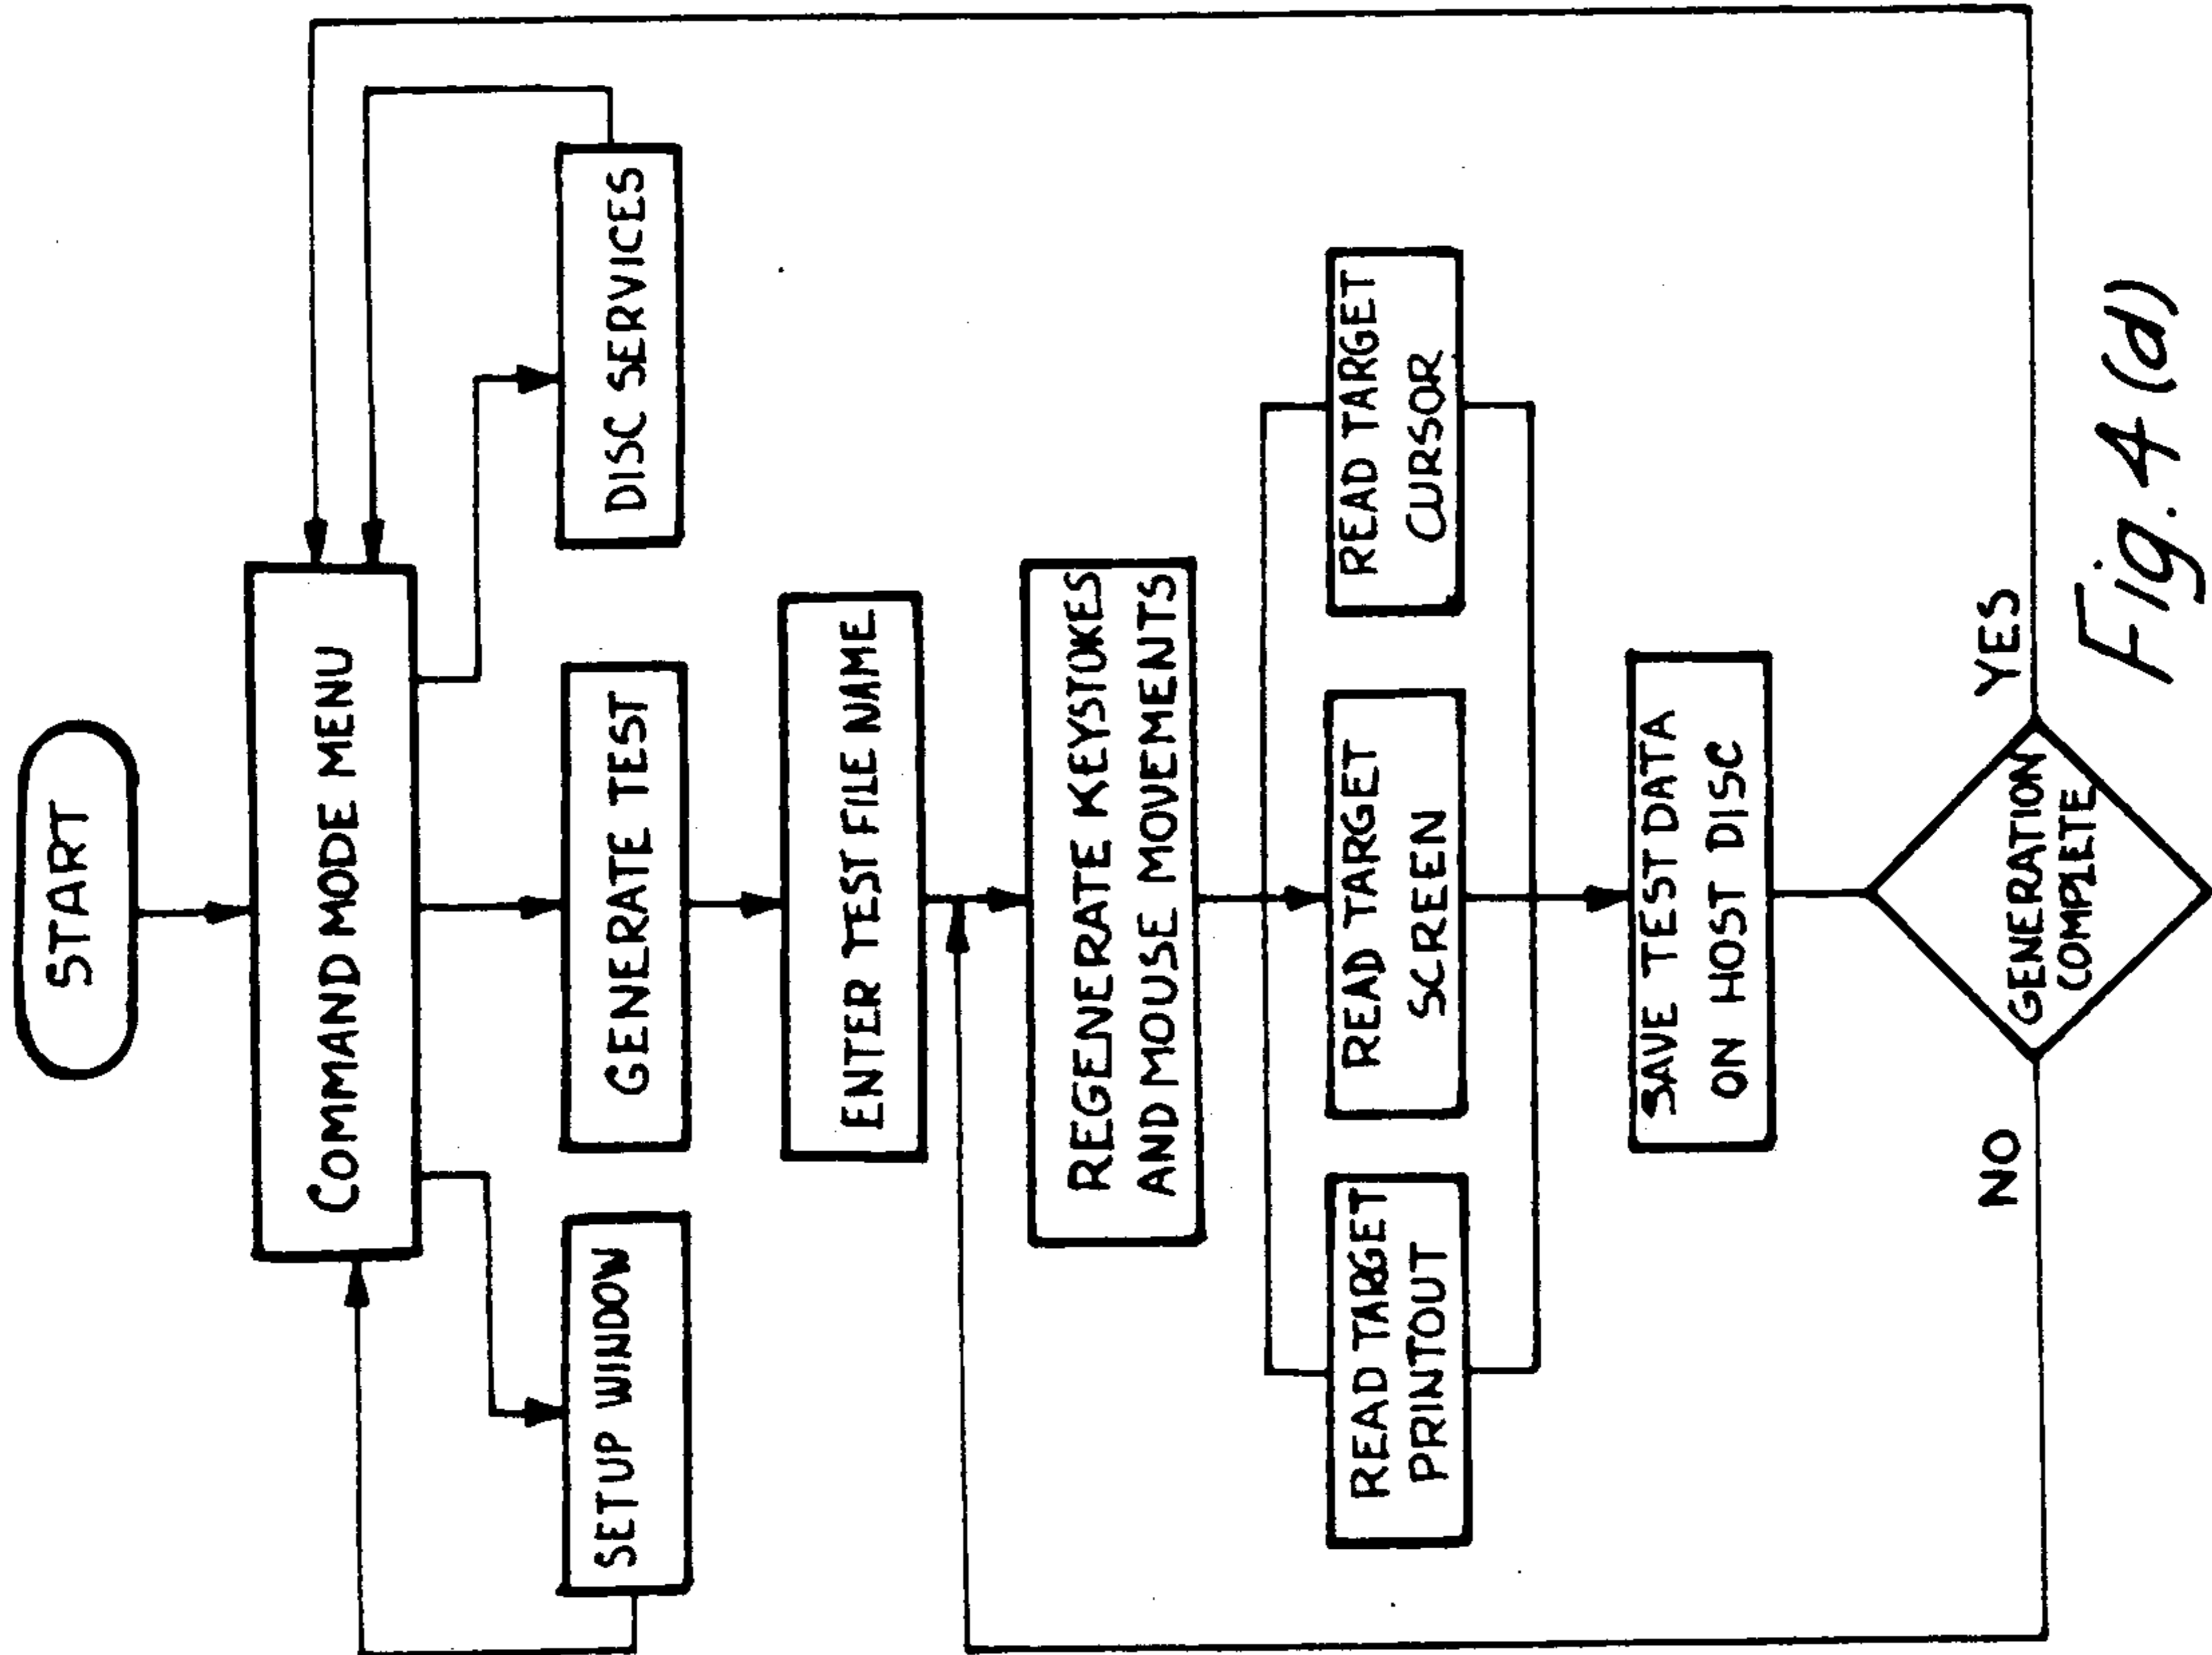 START
COMMAND MODE MENU
SETUP WINDOW
GENERATE TEST
DISC SERVICES
ENTER TEST FILE NAME
REGENERATE KEYSTOKES
AND MOUSE MOVEMENTS
READ TARGET
PRINTOUT
READ TARGET
SCREEN
READ TARGET
CURSOR
SAVE TEST DATA
ON HOST DISC
NO
GENERATION
COMPLETE
YES
Fig. 4 (d)